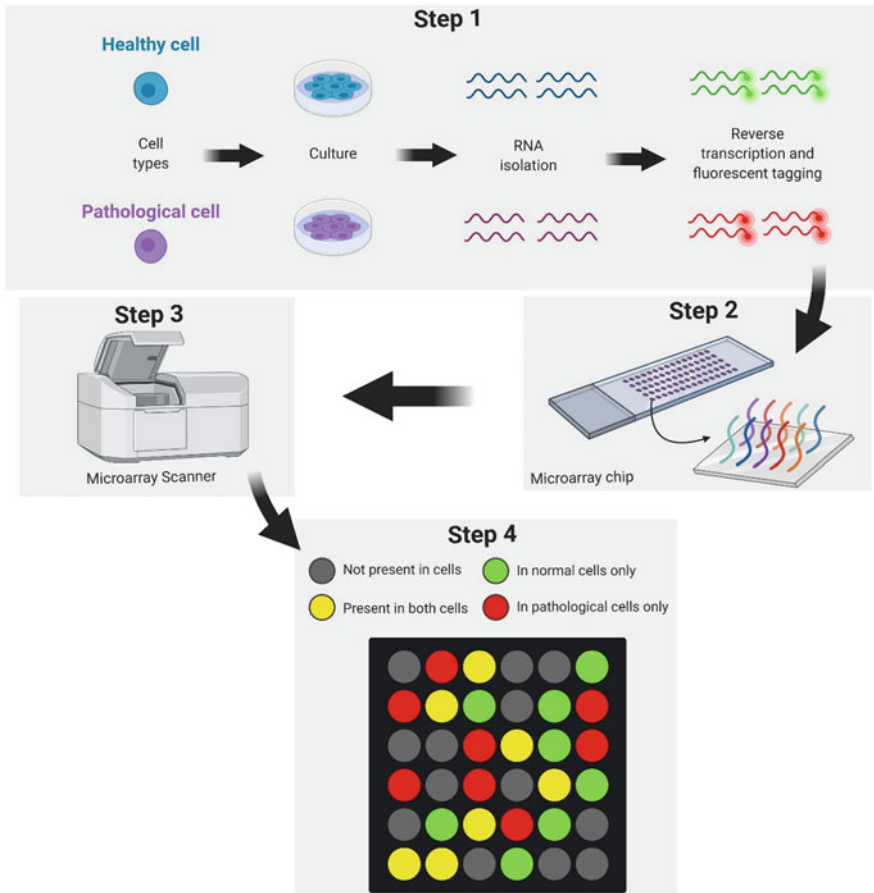 Step 1
Healthy cell
Cell
types
Culture
RNA
isolation
Reverse
transcription and
fluorescent tagging
Pathological cell
Step 2
Microarray chip
Step 3
Microarray Scanner
Step 4
Not present in cells
In normal cells only
Present in both cells
In pathological cells only